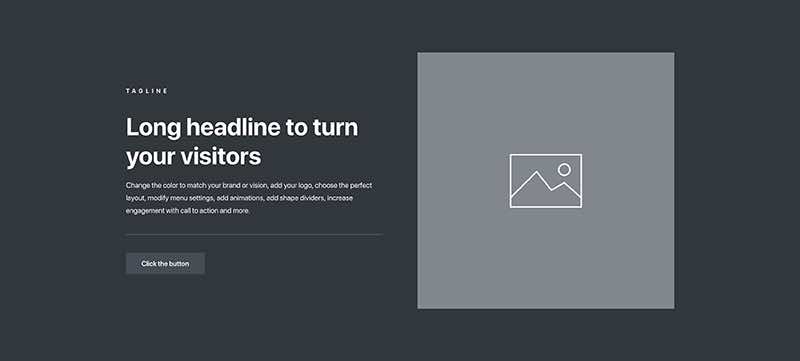 TAGLINE
Long headline to turn
your visitors
Change the color to match your brand or vision, add your logo, choose the perfect
layout, modify menu settings, add animations, add shape dividers, increase
engagement with call to action and more.
Click the button